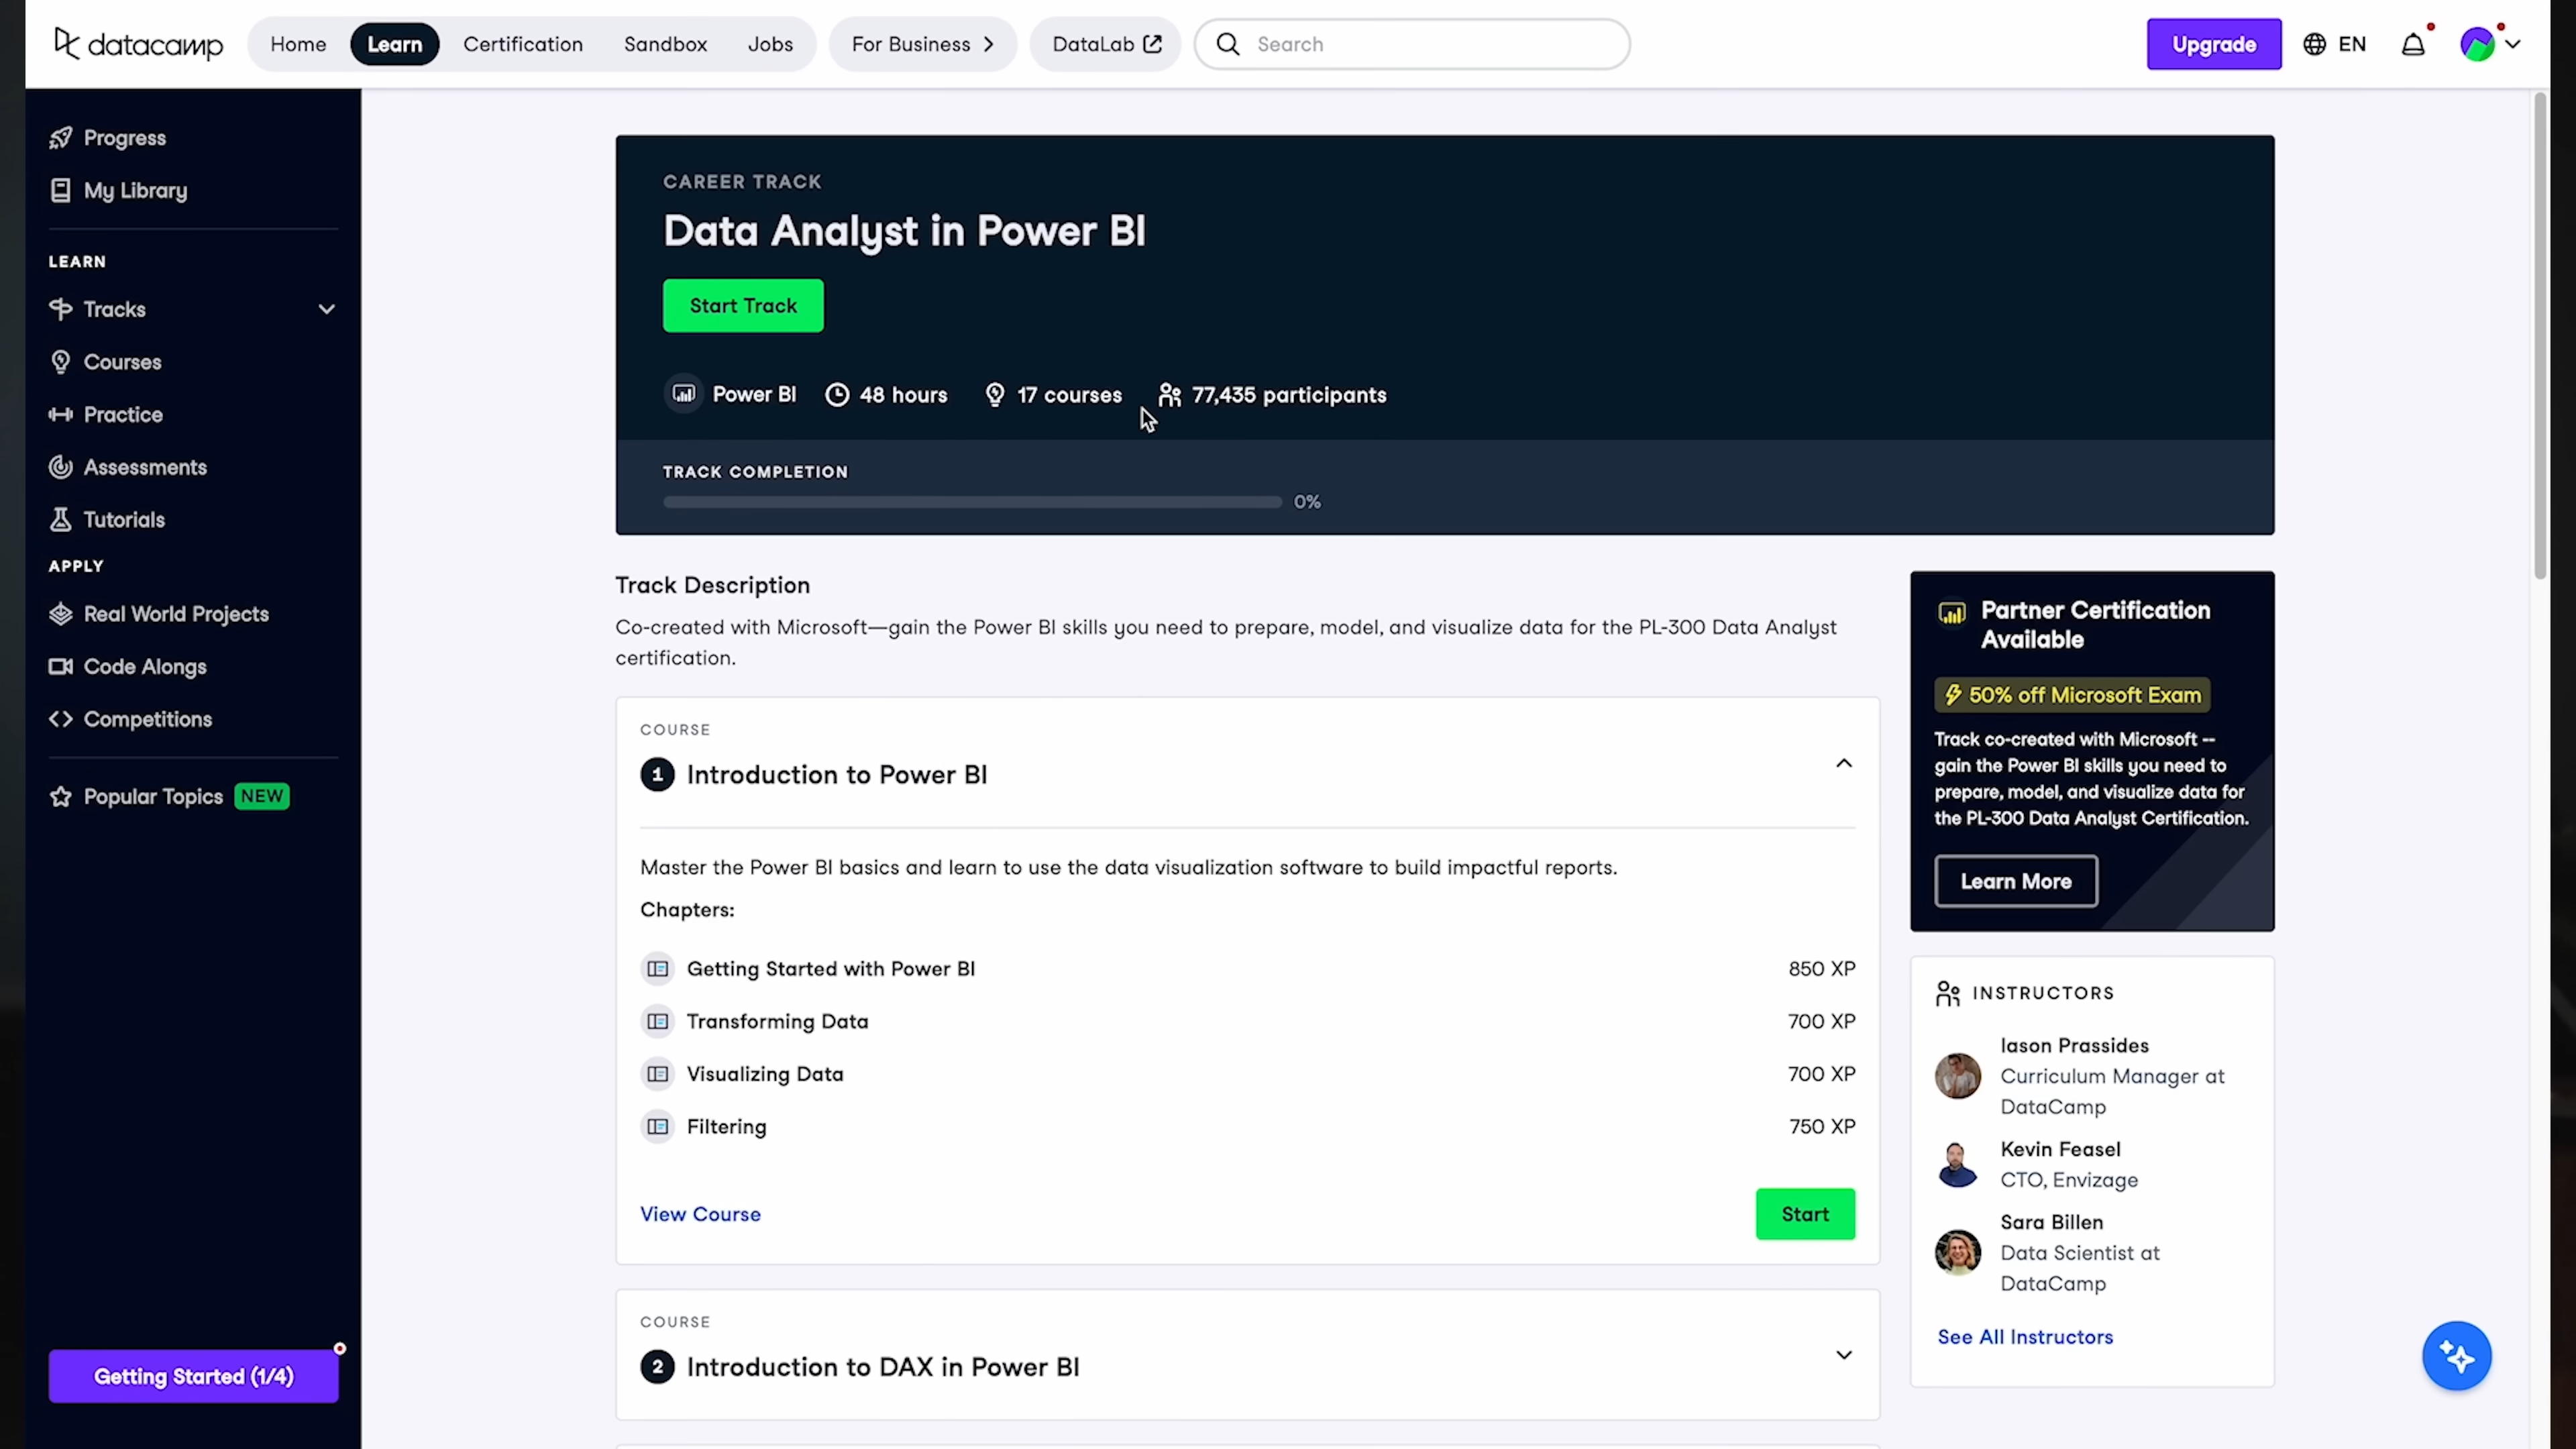 datacamp
Home
Learn
Certification
Sandbox
Jobs
For Business
DataLab
Search
Upgrade
EN
Progress
My Library
LEARN
Tracks
Courses
Practice
Assessments
Tutorials
APPLY
Real World Projects
Code Alongs
Competitions
Popular Topics NEW
Getting Started (1/4)
CAREER TRACK
Data Analyst in Power BI
Start Track
Power BI
48 hours
17 courses
77,435 participants
TRACK COMPLETION
0%
Track Description
Co-created with Microsoft—gain the Power BI skills you need to prepare, model, and visualize data for the PL-300 Data Analyst
certification.
COURSE
1 Introduction to Power BI
Master the Power BI basics and learn to use the data visualization software to build impactful reports.
Chapters:
Getting Started with Power BI 850 XP
Transforming Data 700 XP
Visualizing Data 700 XP
Filtering 750 XP
View Course
Start
COURSE
2 Introduction to DAX in Power BI
Partner Certification
Available
50% off Microsoft Exam
Track co-created with Microsoft --
gain the Power BI skills you need to
prepare, model, and visualize data for
the PL-300 Data Analyst Certification.
Learn More
INSTRUCTORS
Iason Prassides
Curriculum Manager at
DataCamp
Kevin Feasel
CTO, Envizage
Sara Billen
Data Scientist at
DataCamp
See All Instructors